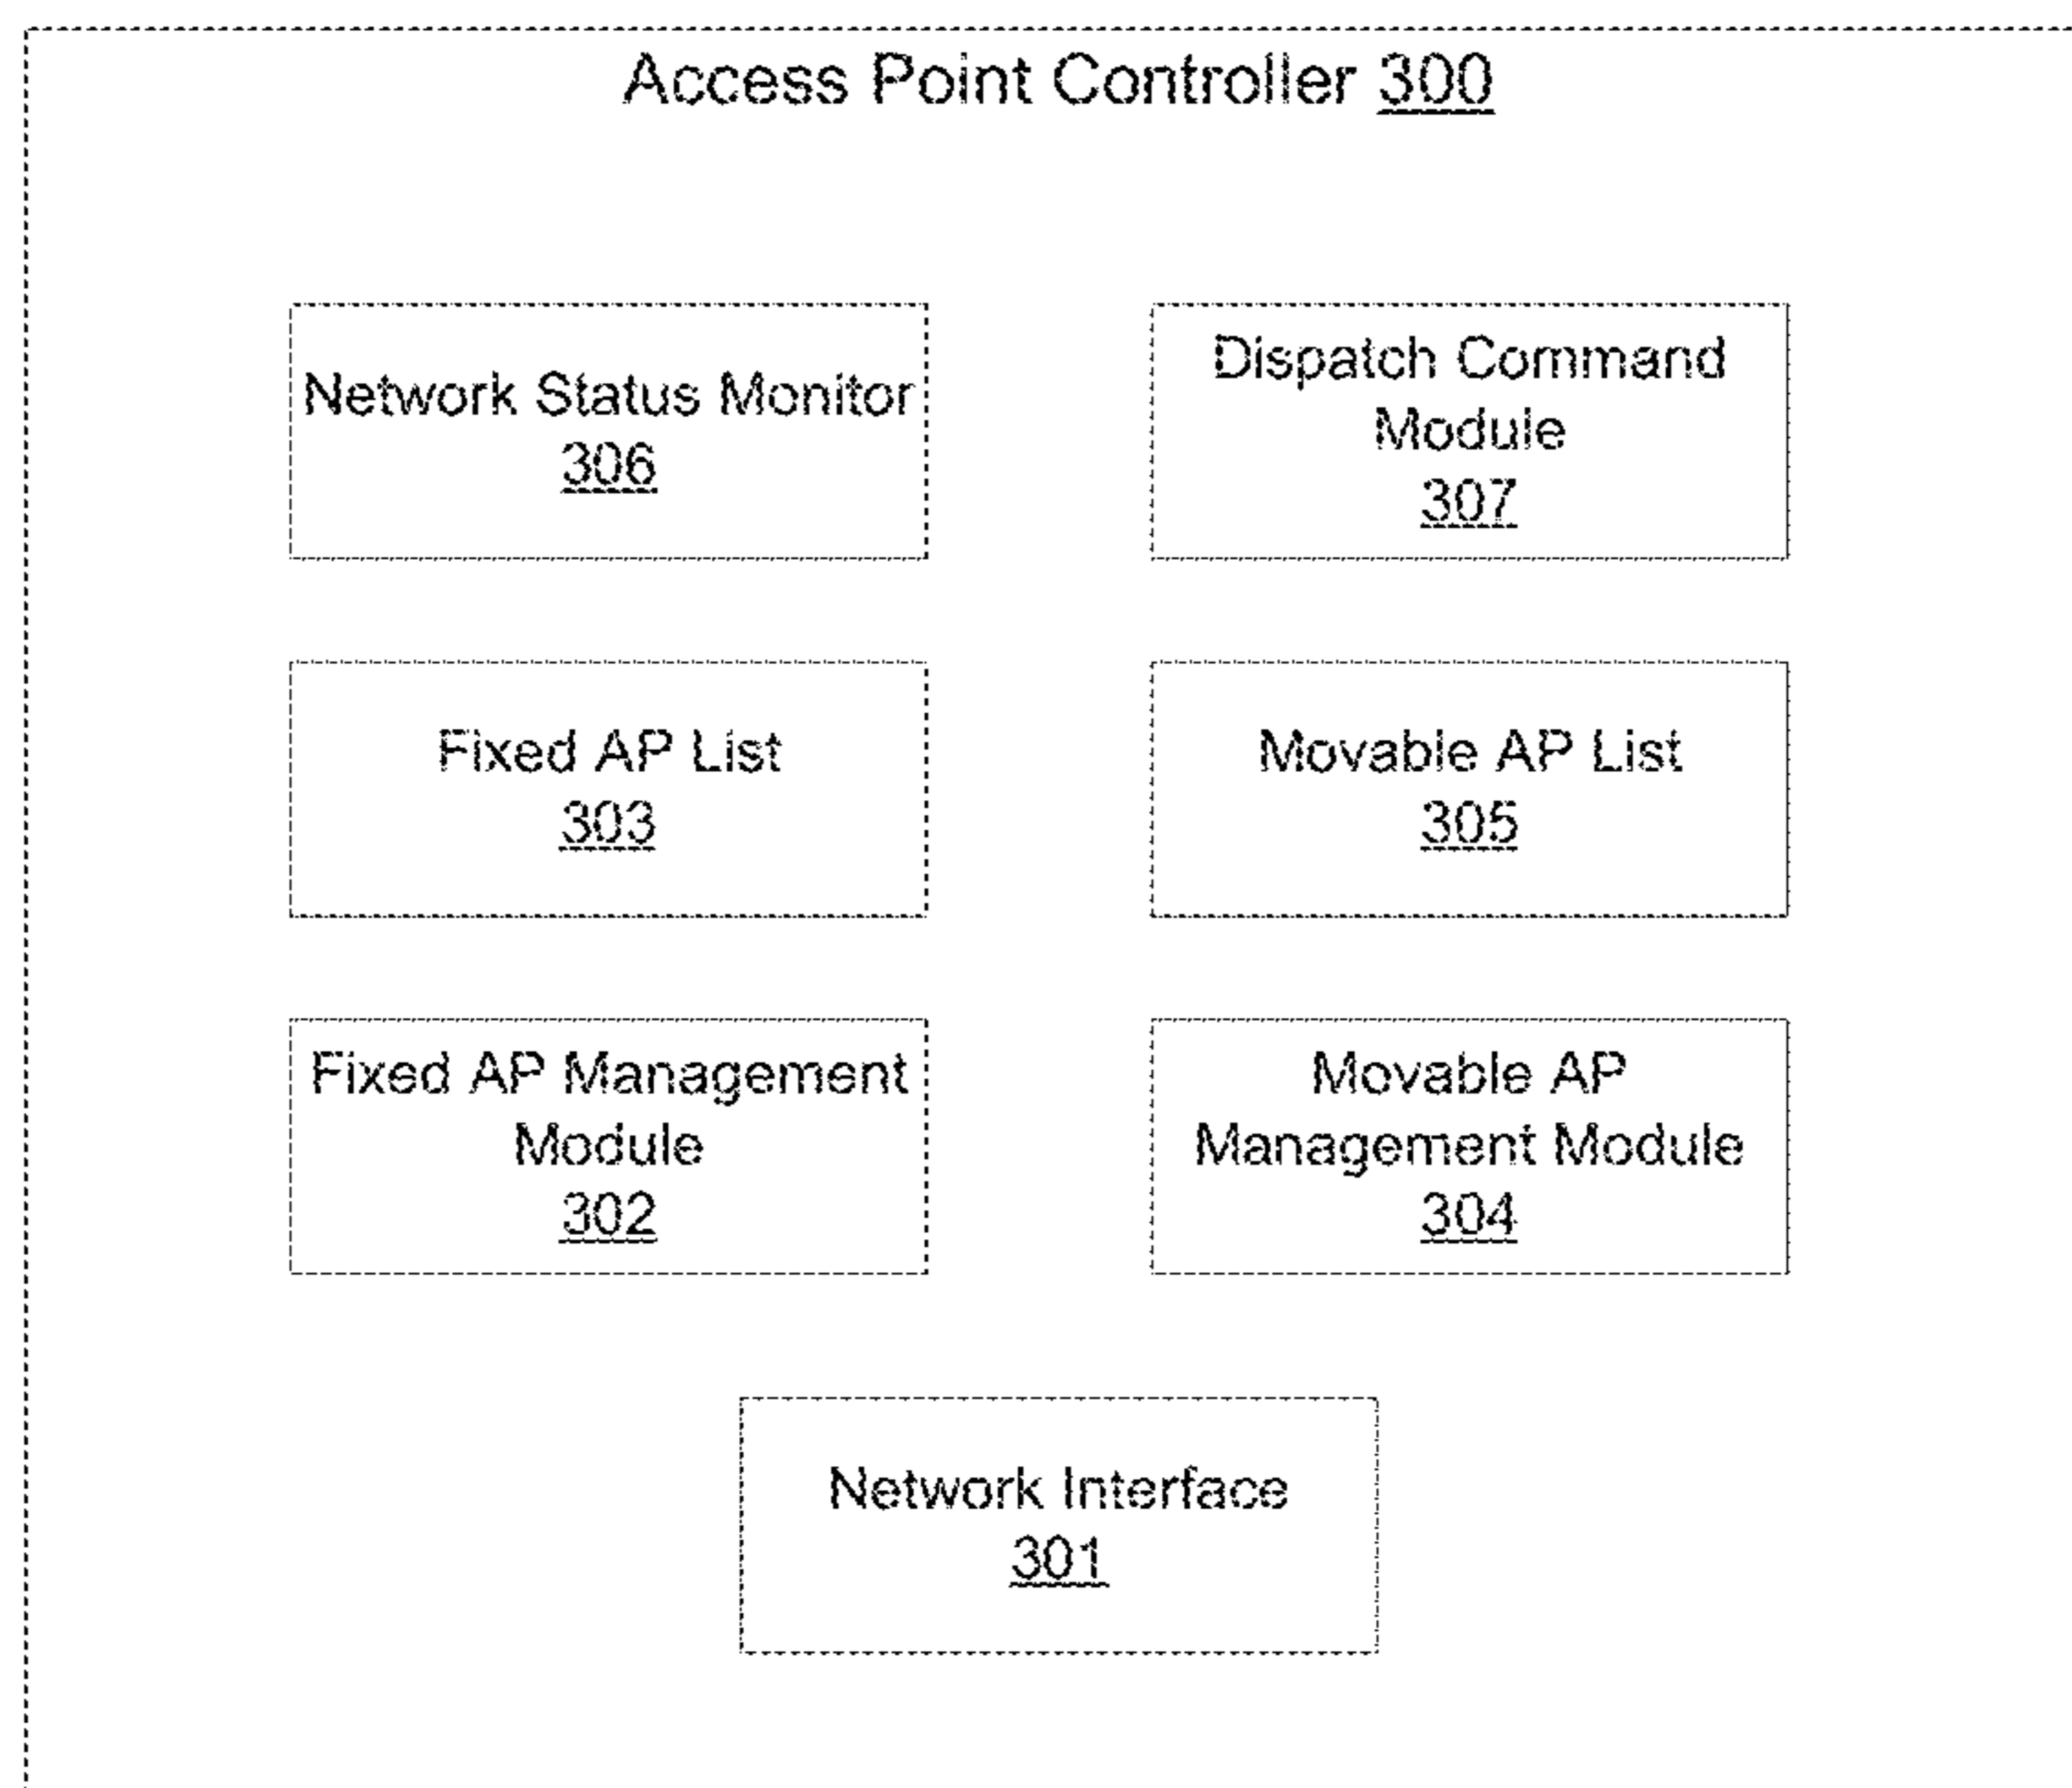 Access Point Controller 300
Network Status Monitor
306
Dispatch Command
Module
307
Fixed AP List
303
Movable AP List
305
Fixed AP Management
Module
302
Movable AP
Management Module
304
Network Interface
301